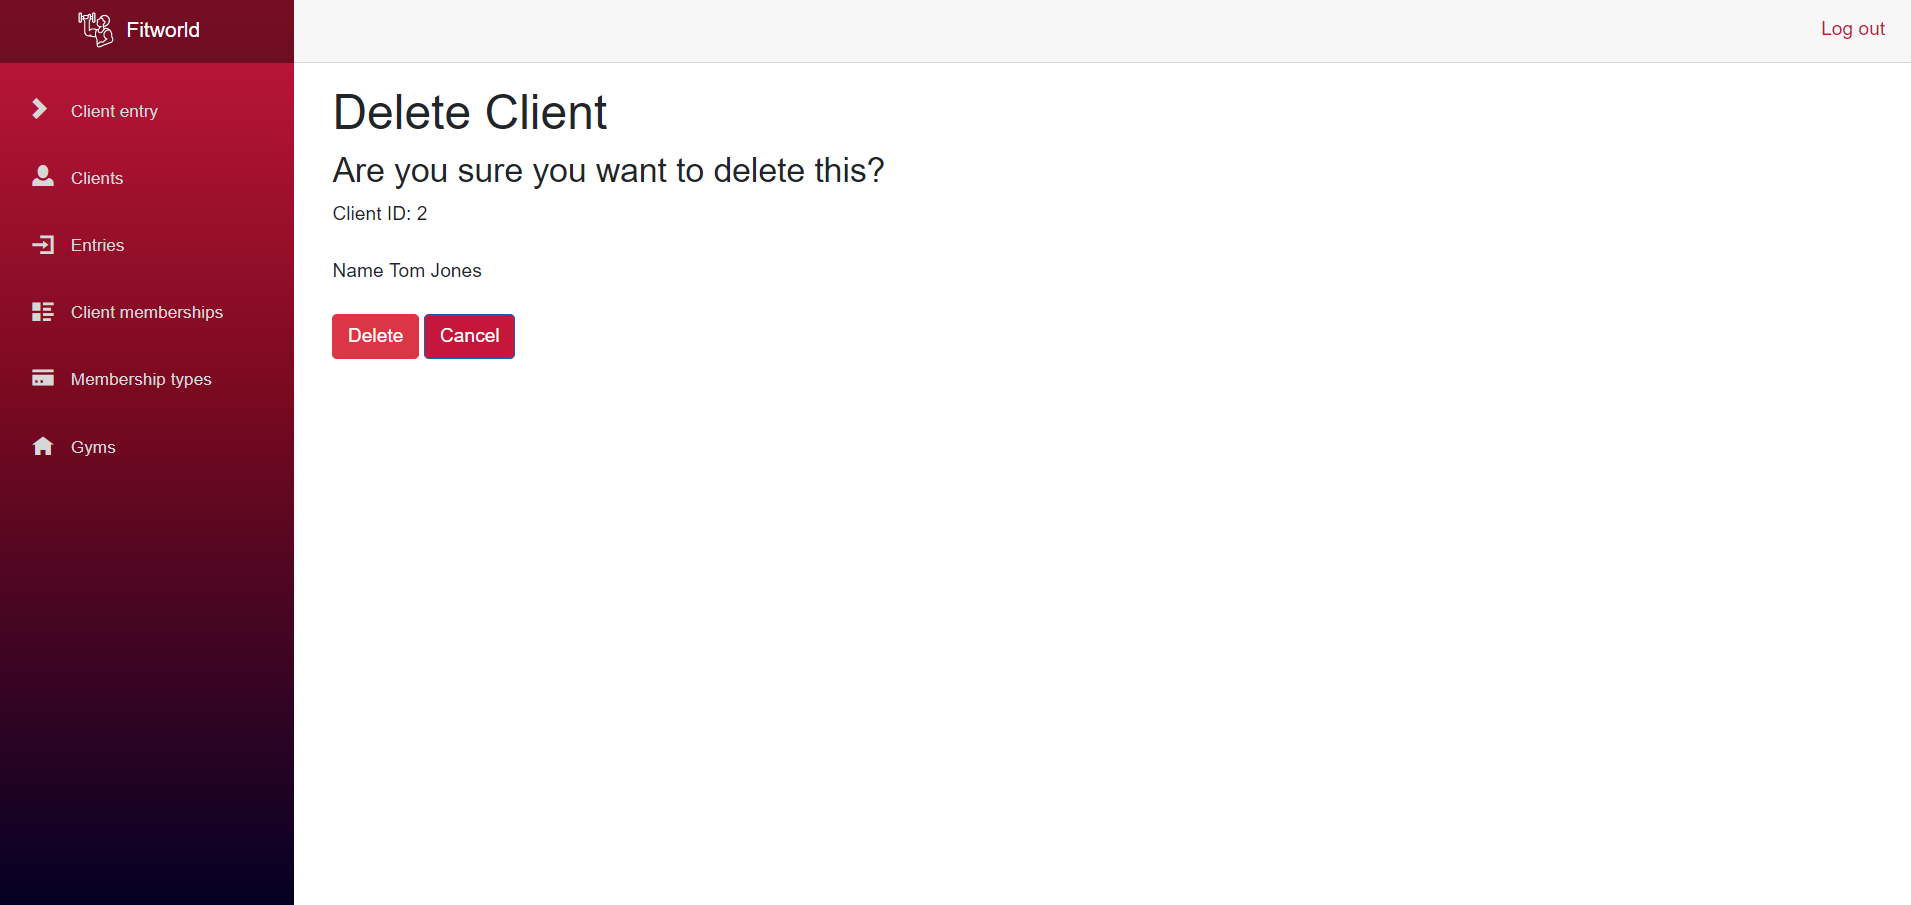 Fitworld
Log out
Client entry
Clients
Entries
Client memberships
Membership types
Gyms
Delete Client
Are you sure you want to delete this?
Client ID: 2
Name Tom Jones
Delete Cancel